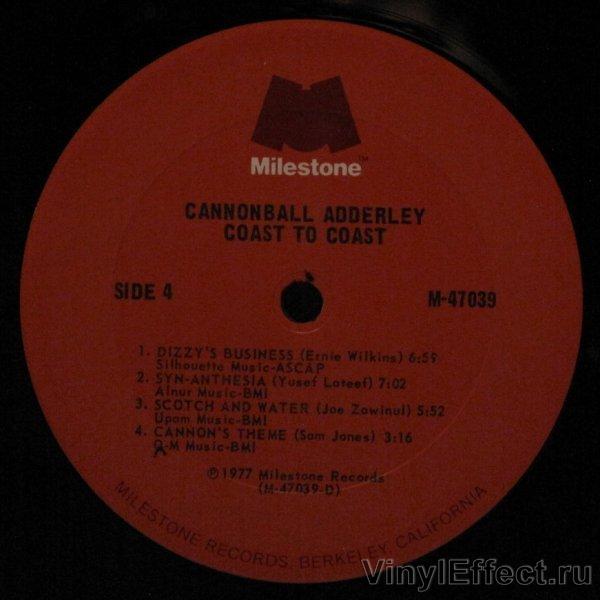 Milestone™
CANNONBALL ADDERLEY
COAST TO COAST
SIDE 4
M-47039
1. DIZZY'S BUSINESS (Ernie Wilkins) 6:59
Silhouette Music-ASCAP
2. SYN-ANTHESIA (Yusef Lateef) 7:02
Alnur Music-BMI
3. SCOTCH AND WATER (Joe Zawinul) 5:52
Upam Music-BMI
4. CANNON'S THEME (Sam Jones) 3:16
-M Music-BMI
℗ 1977 Milestone Records
(M-47039-D)
MILESTONE RECORDS, BERKELEY, CALIFORNIA
VinylEffect.ru